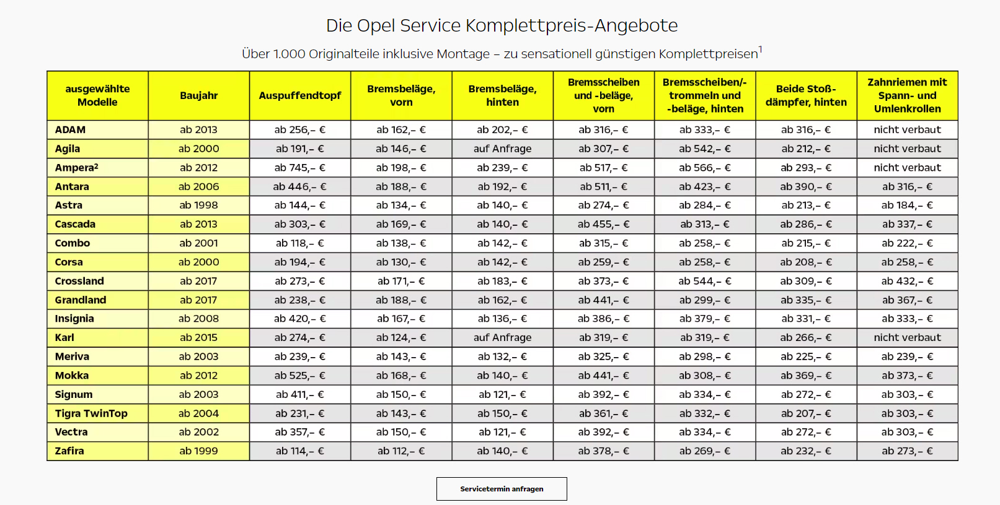 Die Opel Service Komplettpreis-Angebote
Über 1.000 Originalteile inklusive Montage – zu sensationell günstigen Komplettpreisen¹
ausgewählte Modelle Baujahr Auspuffendtopf Bremsbeläge, vorn Bremsbeläge, hinten Bremsscheiben und -beläge, vorn Bremsscheiben/-trommeln und -beläge, hinten Beide Stoß-dämpfer, hinten Zahnriemen mit Spann- und Umlenkrollen
ADAM ab 2013 ab 256,– € ab 162,– € ab 202,– € ab 316,– € ab 333,– € ab 316,– € nicht verbaut
Agila ab 2000 ab 191,– € ab 146,– € auf Anfrage ab 307,– € ab 542,– € ab 212,– € nicht verbaut
Ampera² ab 2012 ab 745,– € ab 198,– € ab 239,– € ab 517,– € ab 566,– € ab 293,– € nicht verbaut
Antara ab 2006 ab 446,– € ab 188,– € ab 192,– € ab 511,– € ab 423,– € ab 390,– € ab 316,– €
Astra ab 1998 ab 144,– € ab 134,– € ab 140,– € ab 274,– € ab 284,– € ab 213,– € ab 184,– €
Cascada ab 2013 ab 303,– € ab 169,– € ab 140,– € ab 455,– € ab 313,– € ab 286,– € ab 337,– €
Combo ab 2001 ab 118,– € ab 138,– € ab 142,– € ab 315,– € ab 258,– € ab 215,– € ab 222,– €
Corsa ab 2000 ab 194,– € ab 130,– € ab 142,– € ab 259,– € ab 258,– € ab 208,– € ab 258,– €
Crossland ab 2017 ab 273,– € ab 171,– € ab 183,– € ab 373,– € ab 544,– € ab 309,– € ab 432,– €
Grandland ab 2017 ab 238,– € ab 188,– € ab 162,– € ab 441,– € ab 299,– € ab 335,– € ab 367,– €
Insignia ab 2008 ab 420,– € ab 167,– € ab 136,– € ab 386,– € ab 379,– € ab 331,– € ab 333,– €
Karl ab 2015 ab 274,– € ab 124,– € auf Anfrage ab 319,– € ab 319,– € ab 266,– € nicht verbaut
Meriva ab 2003 ab 239,– € ab 143,– € ab 132,– € ab 325,– € ab 298,– € ab 225,– € ab 239,– €
Mokka ab 2012 ab 525,– € ab 168,– € ab 140,– € ab 441,– € ab 308,– € ab 369,– € ab 373,– €
Signum ab 2003 ab 411,– € ab 150,– € ab 121,– € ab 392,– € ab 334,– € ab 272,– € ab 303,– €
Tigra TwinTop ab 2004 ab 231,– € ab 143,– € ab 150,– € ab 361,– € ab 332,– € ab 207,– € ab 303,– €
Vectra ab 2002 ab 357,– € ab 150,– € ab 121,– € ab 392,– € ab 334,– € ab 272,– € ab 303,– €
Zafira ab 1999 ab 114,– € ab 112,– € ab 140,– € ab 378,– € ab 269,– € ab 232,– € ab 273,– €
Servicetermin anfragen